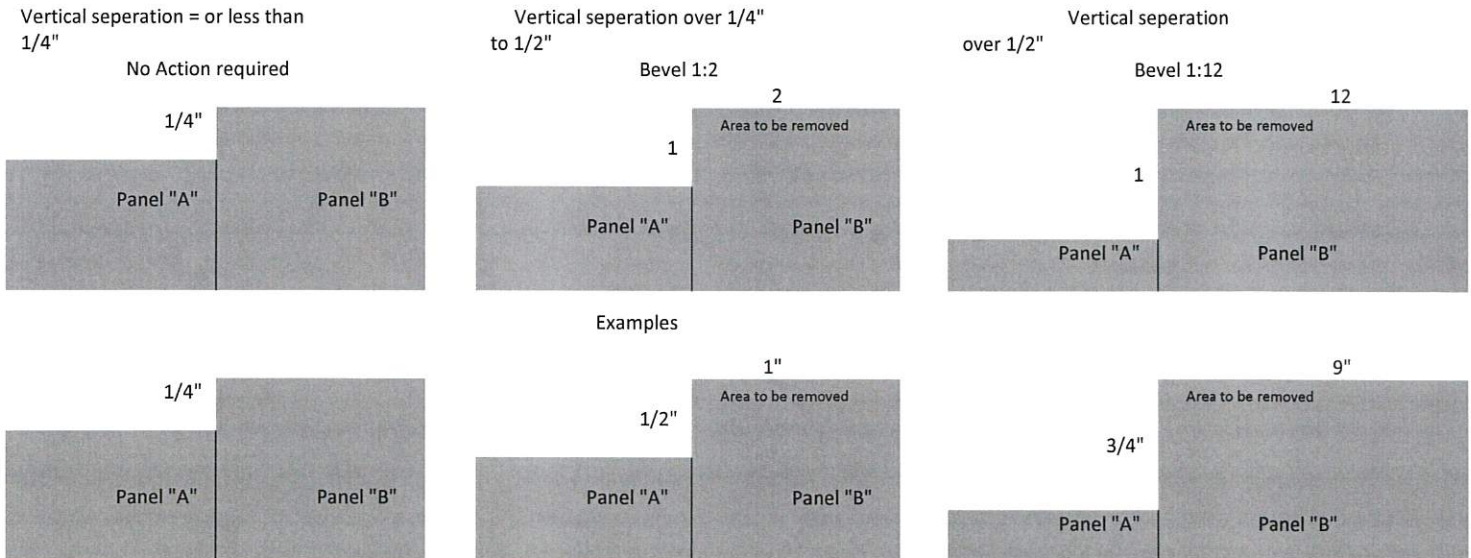 Vertical seperation = or less than
1/4"
No Action required
1/4"
Panel "A"
Panel "B"
Vertical seperation over 1/4"
to 1/2"
Bevel 1:2
2
Area to be removed
1
Panel "A"
Panel "B"
Vertical seperation
over 1/2"
Bevel 1:12
12
Area to be removed
1
Panel "A"
Panel "B"
Examples
1/4"
Panel "A"
Panel "B"
1"
Area to be removed
1/2"
Panel "A"
Panel "B"
9"
Area to be removed
3/4"
Panel "A"
Panel "B"